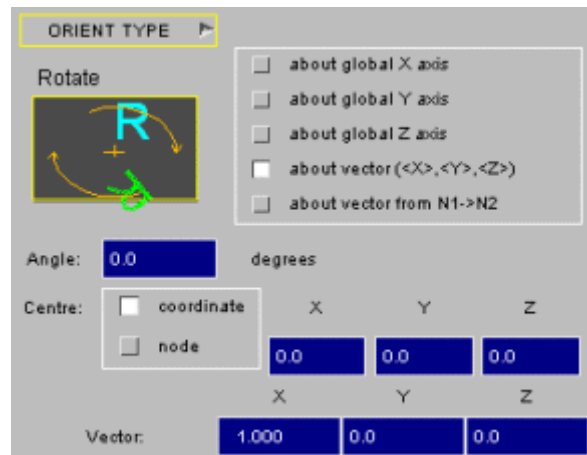 ORIENT TYPE
Rotate
R
R
about global X axis
about global Y axis
about global Z axis
about vector (<X>,<Y>,<Z>)
about vector from N1->N2
Angle: 0.0 degrees
Centre: coordinate X Y Z
node 0.0 0.0 0.0
X Y Z
Vector: 1.000 0.0 0.0